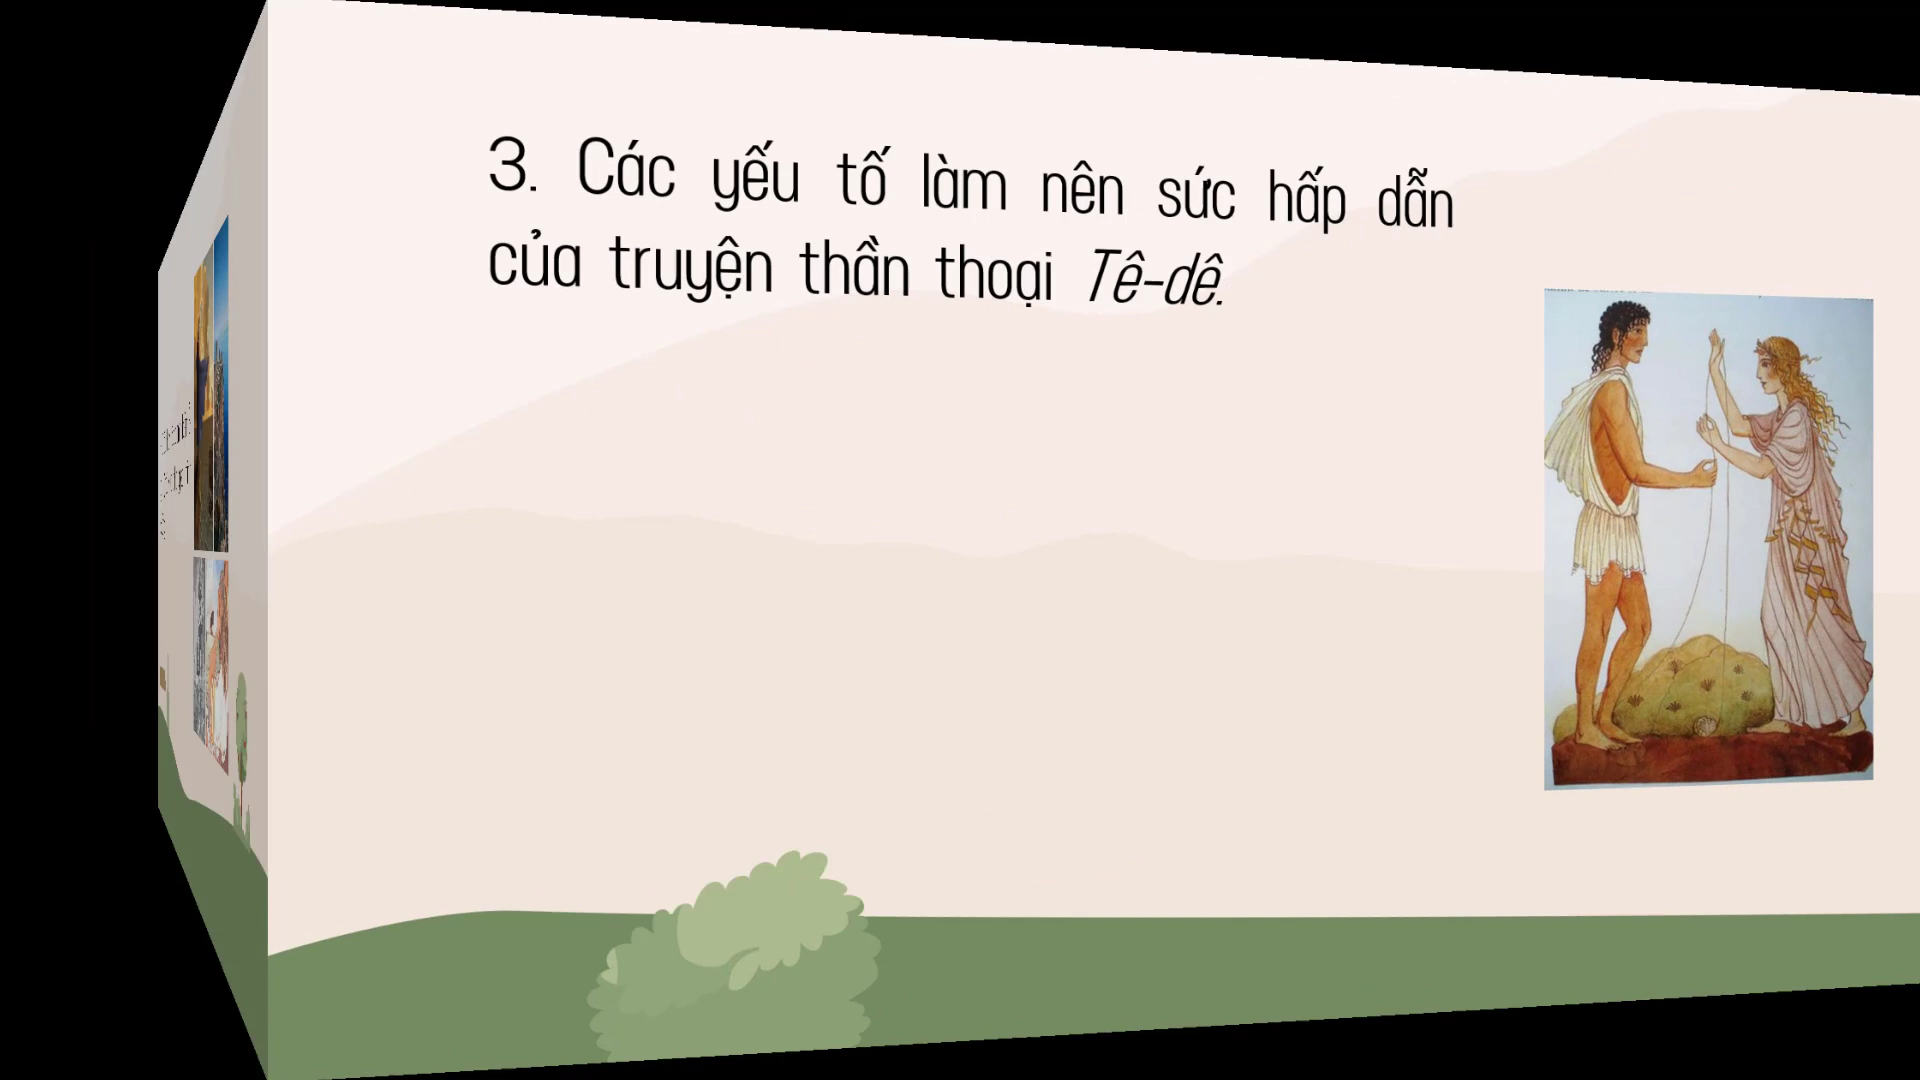 3. Các yếu tố làm nên sức hấp dẫn
của truyện thần thoại Tê-dê.